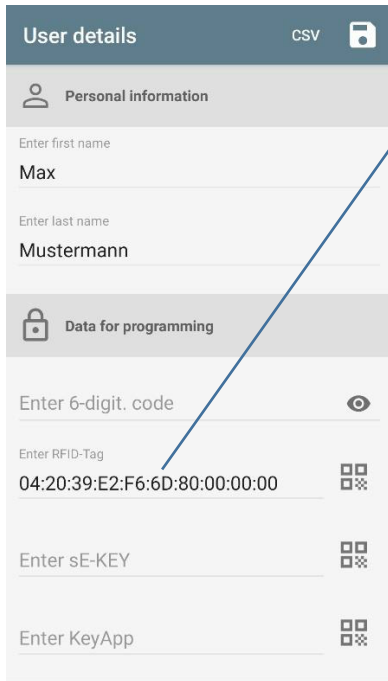 User details CSV
Personal information
Enter first name
Max
Enter last name
Mustermann
Data for programming
Enter 6-digit. code
Enter RFID-Tag
04:20:39:E2:F6:6D:80:00:00:00
Enter sE-KEY
Enter KeyApp